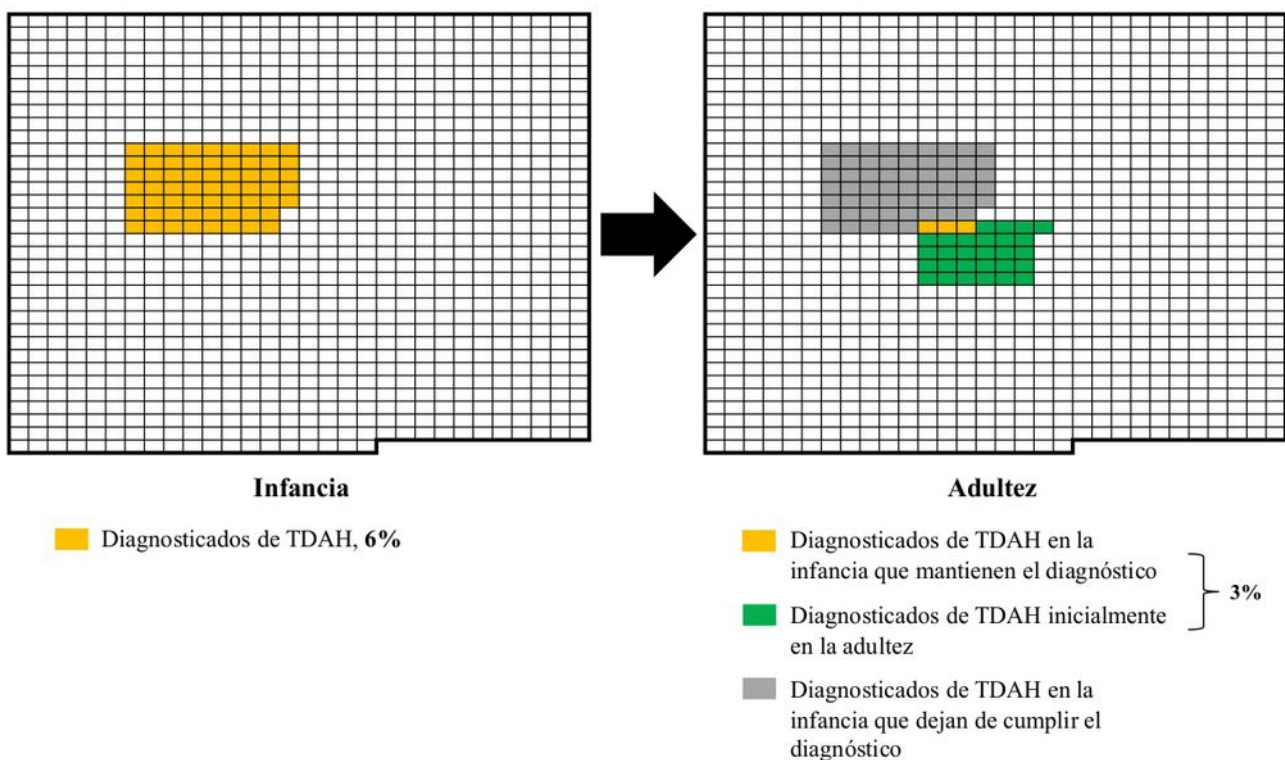 Infancia
Diagnosticados de TDAH, 6%
Adultez
Diagnosticados de TDAH en la
infancia que mantienen el diagnóstico
3%
Diagnosticados de TDAH inicialmente
en la adultez
Diagnosticados de TDAH en la
infancia que dejan de cumplir el
diagnóstico